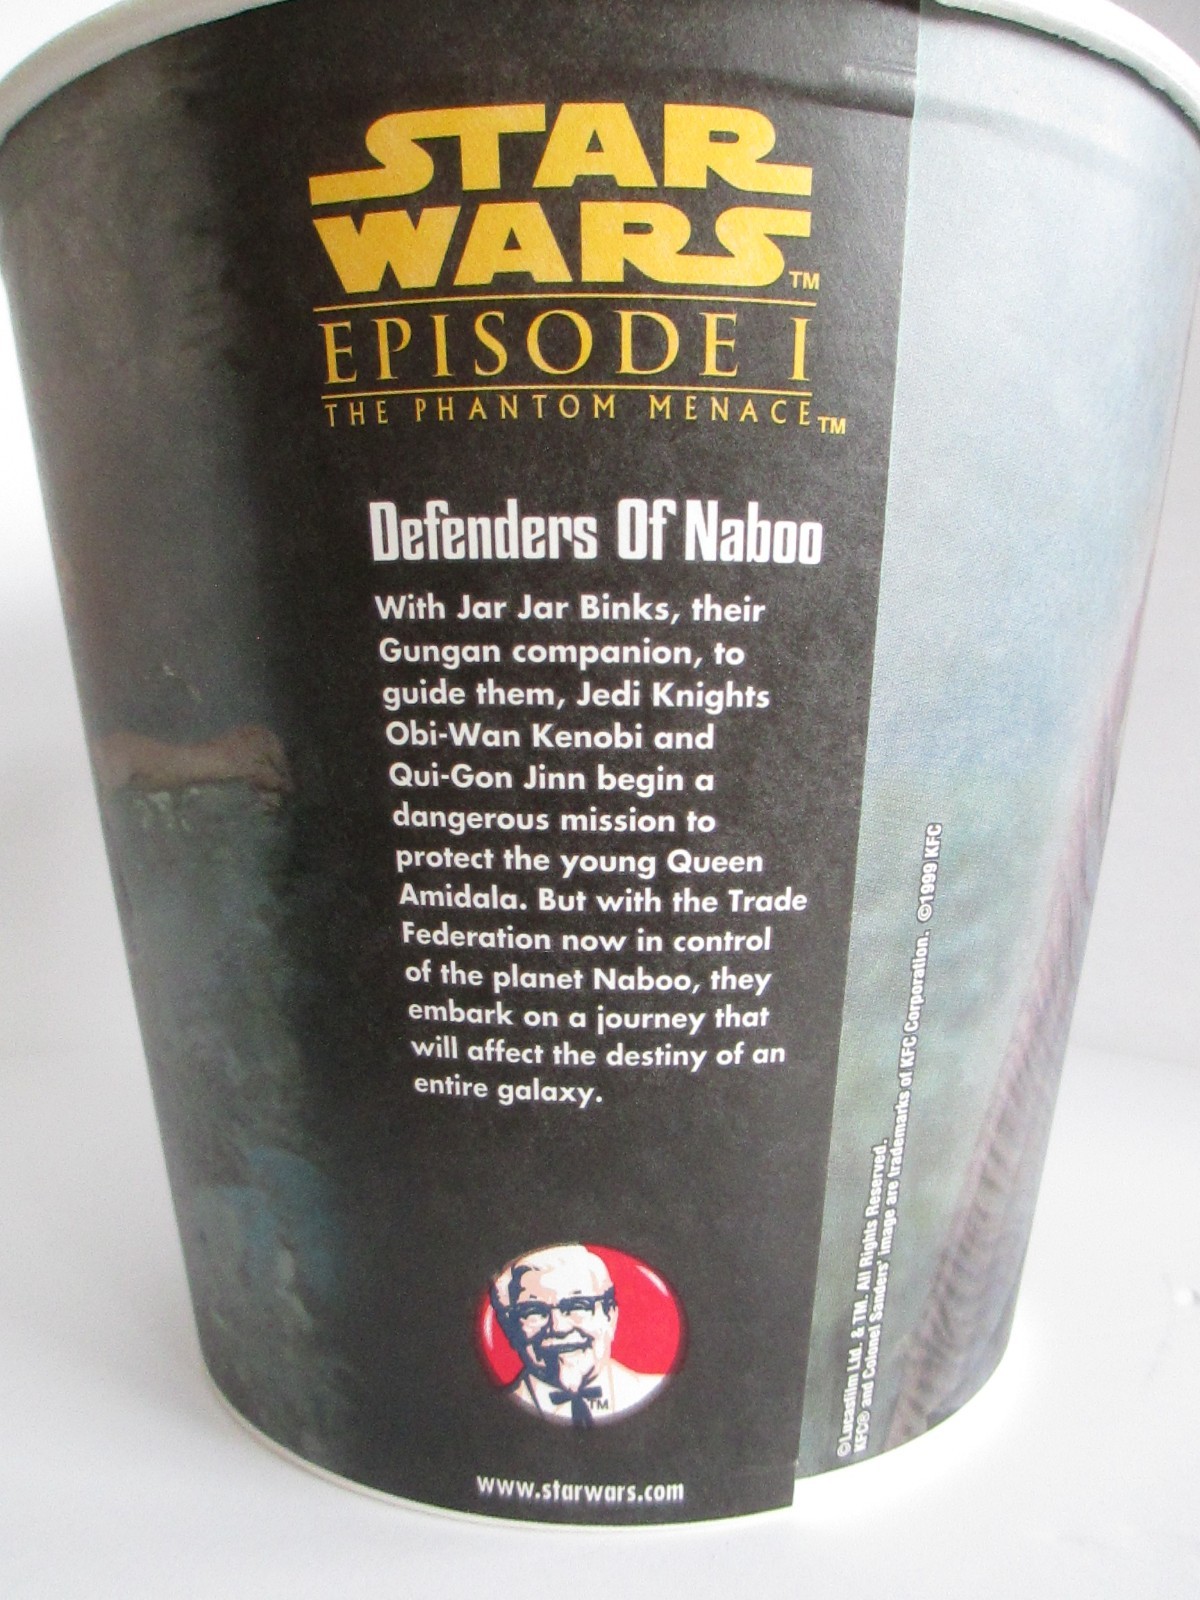 STAR
WARS TM
EPISODE I
THE PHANTOM MENACE TM
Defenders Of Naboo
With Jar Jar Binks, their
Gungan companion, to
guide them, Jedi Knights
Obi-Wan Kenobi and
Qui-Gon Jinn begin a
dangerous mission to
protect the young Queen
Amidala. But with the Trade
Federation now in control
of the planet Naboo, they
embark on a journey that
will affect the destiny of an
entire galaxy.
TM
www.starwars.com
©Lucasfilm Ltd. & TM. All Rights Reserved.
KFC® and Colonel Sanders' image are trademarks of KFC Corporation. ©1999 KFC